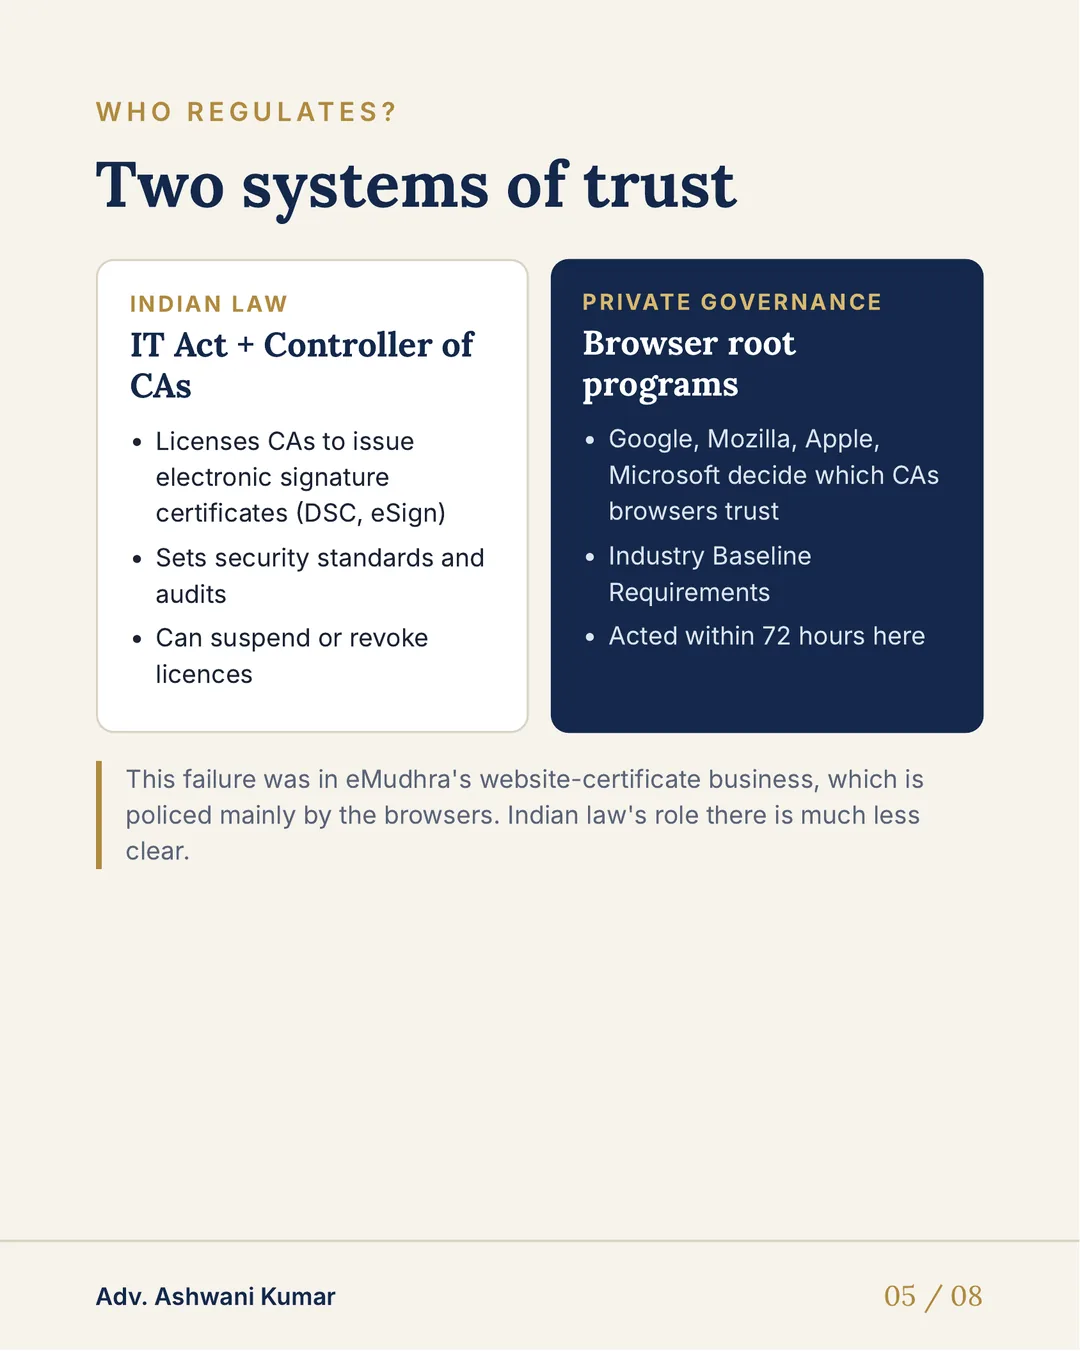 WHO REGULATES?
Two systems of trust
INDIAN LAW
IT Act + Controller of
CAs
• Licenses CAs to issue
electronic signature
certificates (DSC, eSign)
• Sets security standards and
audits
• Can suspend or revoke
licences
PRIVATE GOVERNANCE
Browser root
programs
• Google, Mozilla, Apple,
Microsoft decide which CAs
browsers trust
• Industry Baseline
Requirements
• Acted within 72 hours here
This failure was in eMudhra's website-certificate business, which is
policed mainly by the browsers. Indian law's role there is much less
clear.
Adv. Ashwani Kumar
05 / 08